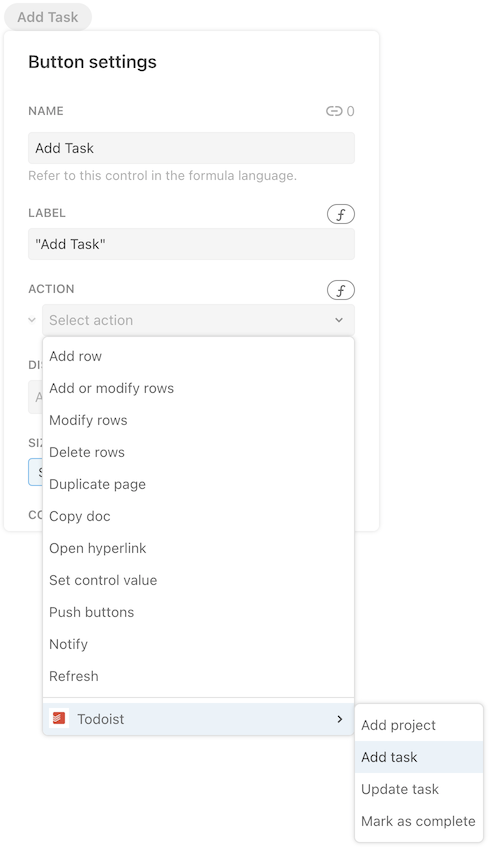 Add Task
Button settings
NAME
0
Add Task
Refer to this control in the formula language.
LABEL
f
"Add Task"
ACTION
f
Select action
Add row
Add or modify rows
Modify rows
Delete rows
Duplicate page
Copy doc
Open hyperlink
Set control value
Push buttons
Notify
Refresh
Todoist
Add project
Add task
Update task
Mark as complete